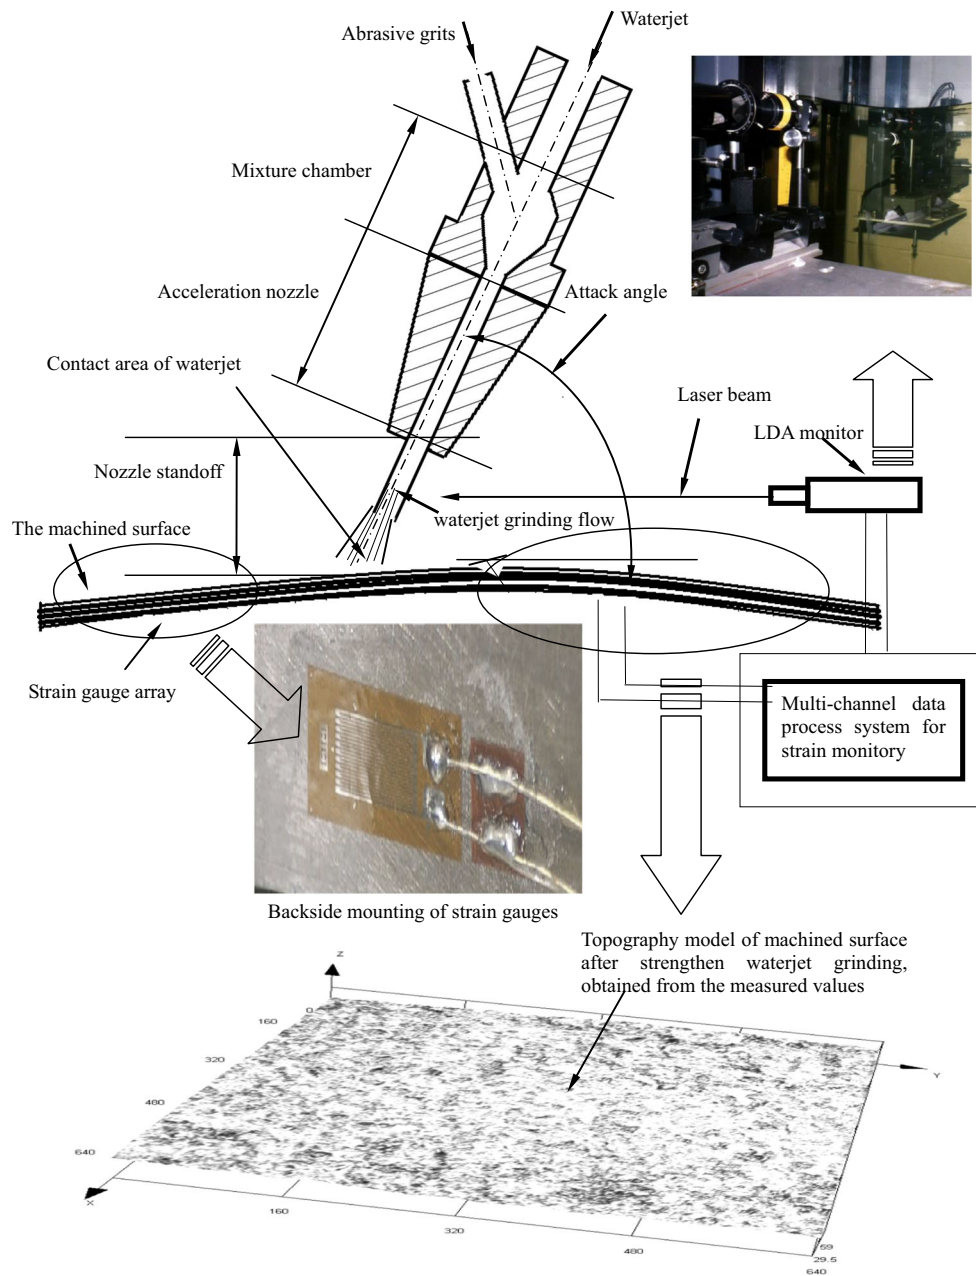 Abrasive grits
Waterjet
Mixture chamber
Acceleration nozzle
Attack angle
Contact area of waterjet
Laser beam
LDA monitor
Nozzle standoff
waterjet grinding flow
The machined surface
Strain gauge array
Multi-channel data
process system for
strain monitory
Backside mounting of strain gauges
Topography model of machined surface
after strengthen waterjet grinding,
obtained from the measured values
Z
0
160
320
480
640
X
Y
160
320
480
59
29.5
640